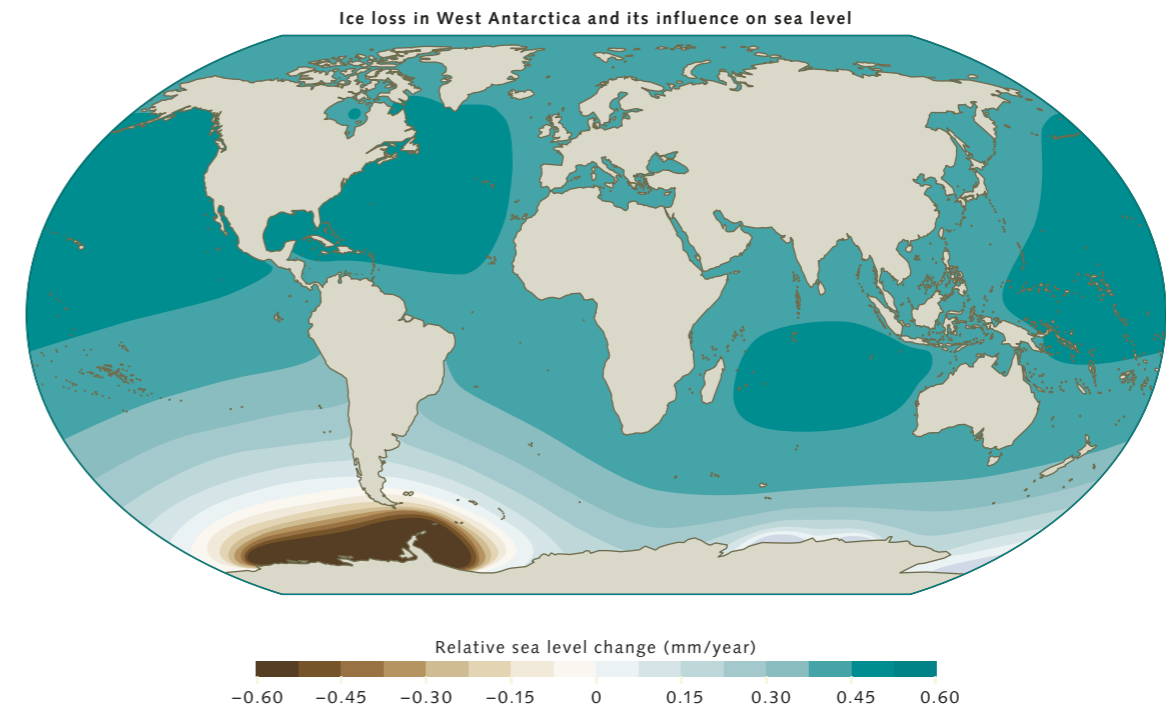 Ice loss in West Antarctica and its influence on sea level
Relative sea level change (mm/year)
−0.60 −0.45 −0.30 −0.15 0 0.15 0.30 0.45 0.60